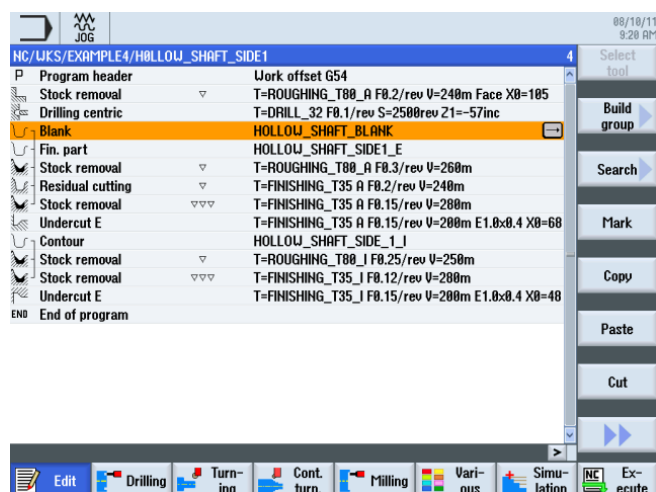 JOG
08/10/11
9:20 AM
NC/WKS/EXAMPLE4/HOLLOW_SHAFT_SIDE1 4
Select tool
P Program header Work offset G54
Stock removal ▽ T=ROUGHING_T80_A F0.2/rev V=240m Face X0=105
Drilling centric T=DRILL_32 F0.1/rev S=2500rev Z1=-57inc
Build group
Blank HOLLOW_SHAFT_BLANK
Fin. part HOLLOW_SHAFT_SIDE1_E
Stock removal ▽ T=ROUGHING_T80_A F0.3/rev V=260m
Search
Residual cutting ▽ T=FINISHING_T35 A F0.2/rev V=240m
Stock removal ▽▽▽ T=FINISHING_T35 A F0.15/rev V=280m
Undercut E T=FINISHING_T35 A F0.15/rev V=200m E1.0x0.4 X0=68
Mark
Contour HOLLOW_SHAFT_SIDE_1_I
Stock removal ▽ T=ROUGHING_T80_I F0.25/rev V=250m
Stock removal ▽▽▽ T=FINISHING_T35_I F0.12/rev V=280m
Copy
Undercut E T=FINISHING_T35_I F0.15/rev V=200m E1.0x0.4 X0=48
END End of program
Paste
Cut
Edit
Drilling
Turn-
ing
Cont.
turn.
Milling
Vari-
ous
Simu-
lation
NC Ex-
ecute